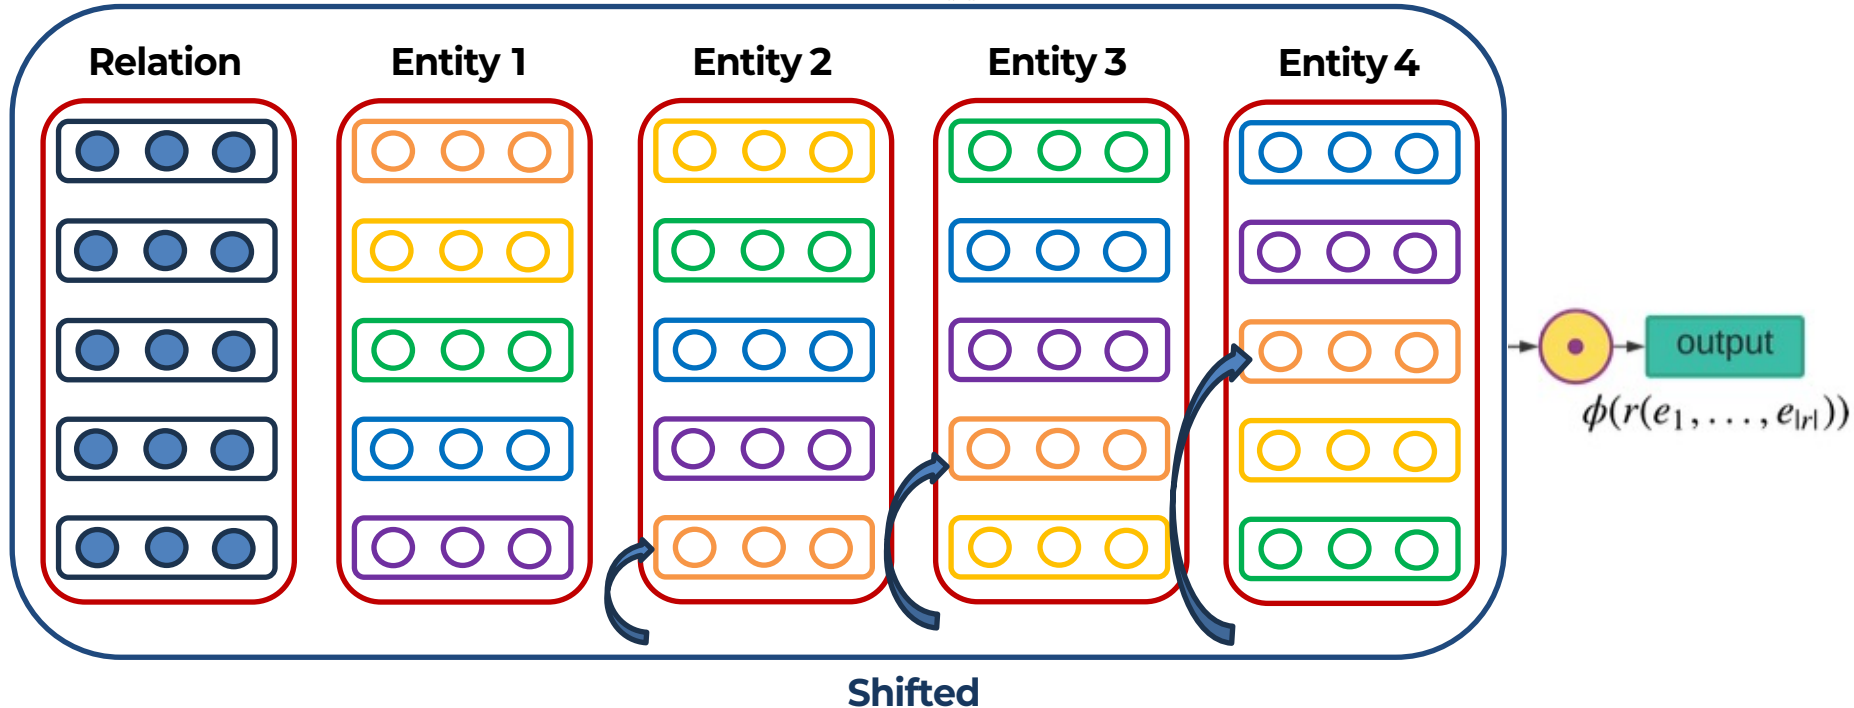 Relation
Entity 1
Entity 2
Entity 3
Entity 4
output
ϕ(r(e₁, . . . , e|r|))
Shifted